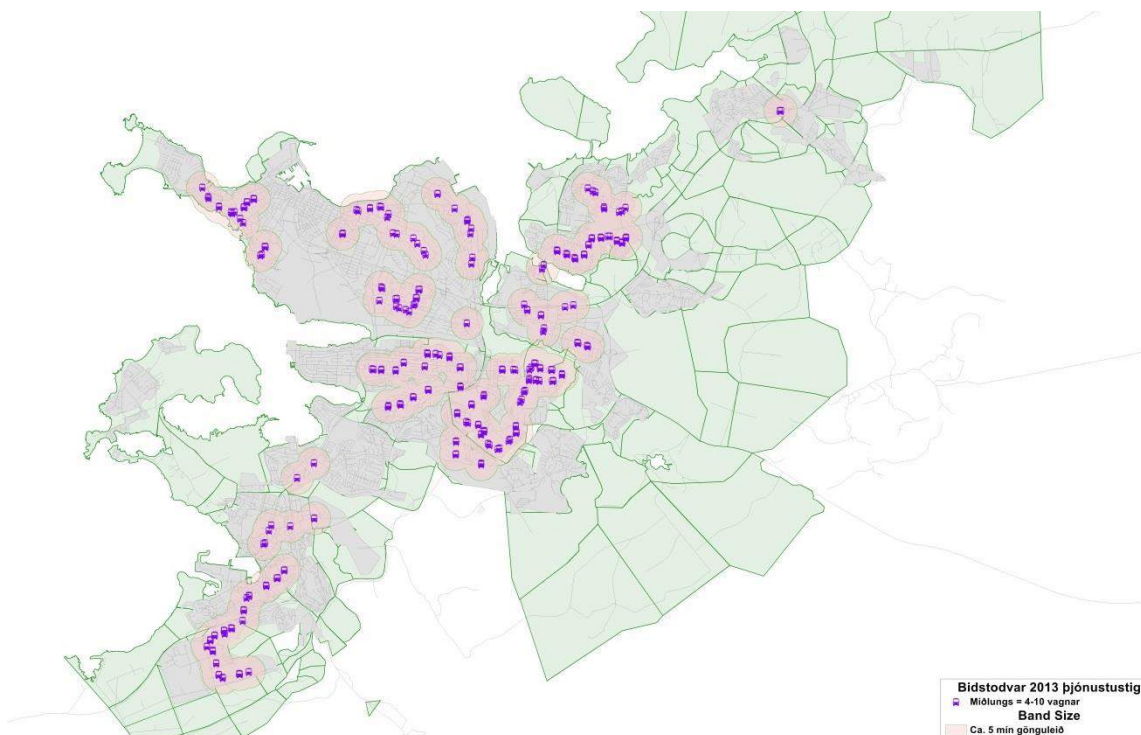 Bidstodvar 2013 þjónustustig
Miðlungs = 4-10 vagnar
Band Size
Ca. 5 mín gönguleið